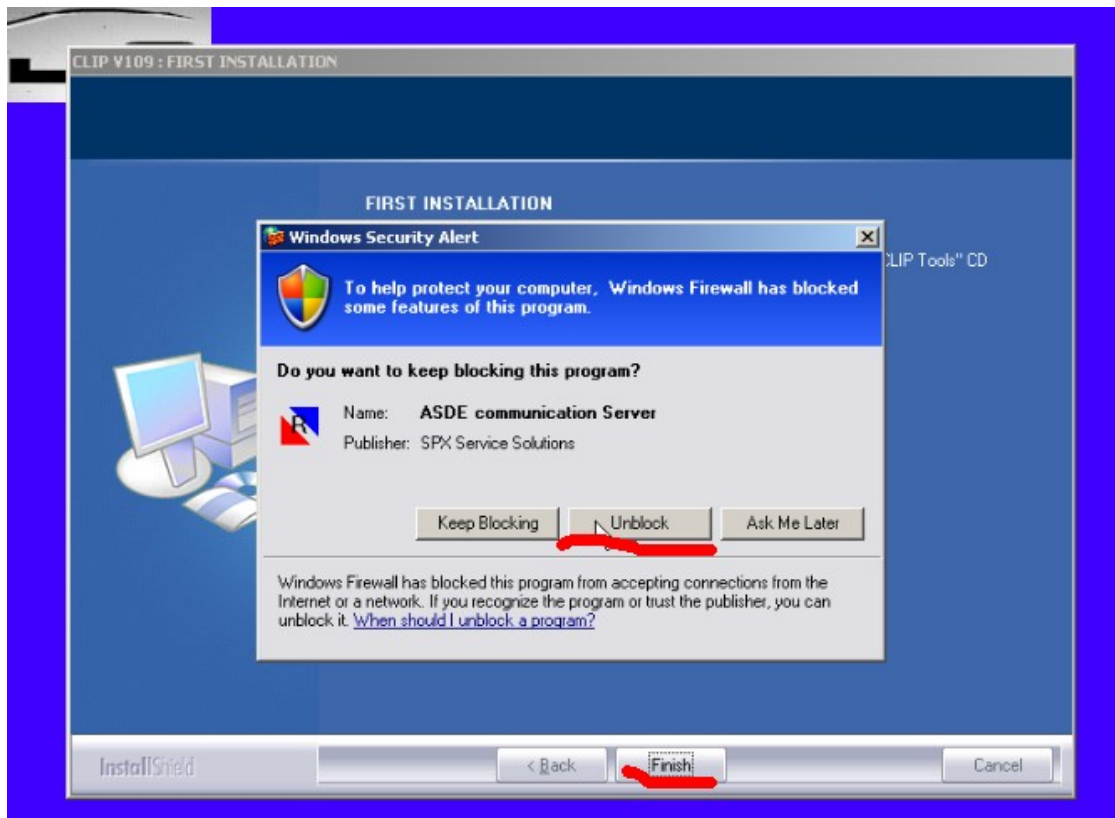 CLIP V109 : FIRST INSTALLATION
FIRST INSTALLATION
CLIP Tools" CD
Windows Security Alert
To help protect your computer, Windows Firewall has blocked
some features of this program.
Do you want to keep blocking this program?
R
Name: ASDE communication Server
Publisher: SPX Service Solutions
Keep Blocking Unblock Ask Me Later
Windows Firewall has blocked this program from accepting connections from the
Internet or a network. If you recognize the program or trust the publisher, you can
unblock it. When should I unblock a program?
InstallShield
< Back Finish Cancel